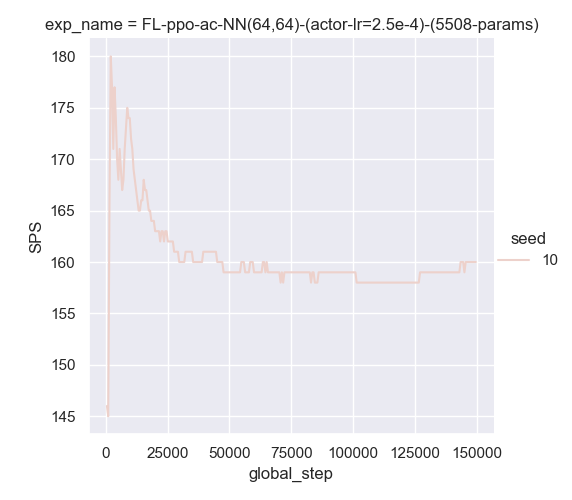 exp_name = FL-ppo-ac-NN(64,64)-(actor-lr=2.5e-4)-(5508-params)
180
175
170
165
160
155
150
145
SPS
0 25000 50000 75000 100000 125000 150000
global_step
seed
10